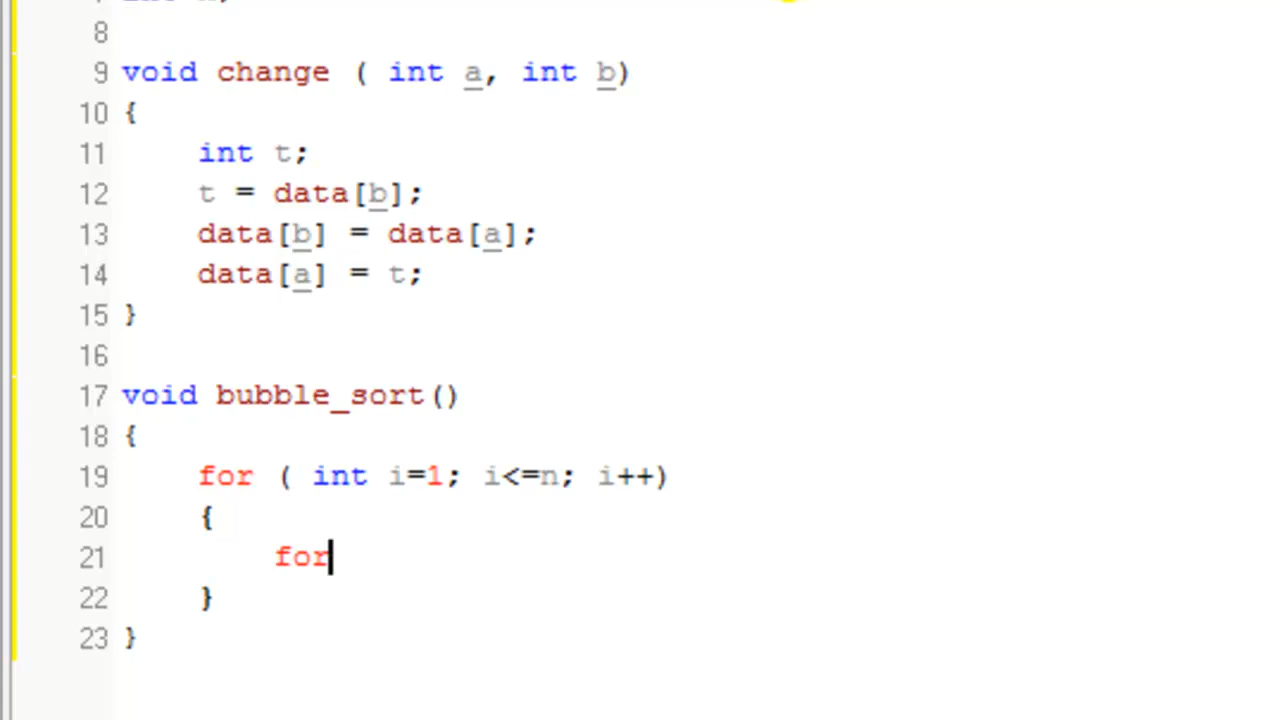 8
9 void change ( int a, int b)
10 {
11 int t;
12 t = data[b];
13 data[b] = data[a];
14 data[a] = t;
15 }
16
17 void bubble_sort()
18 {
19 for ( int i=1; i<=n; i++)
20 {
21 for
22 }
23 }